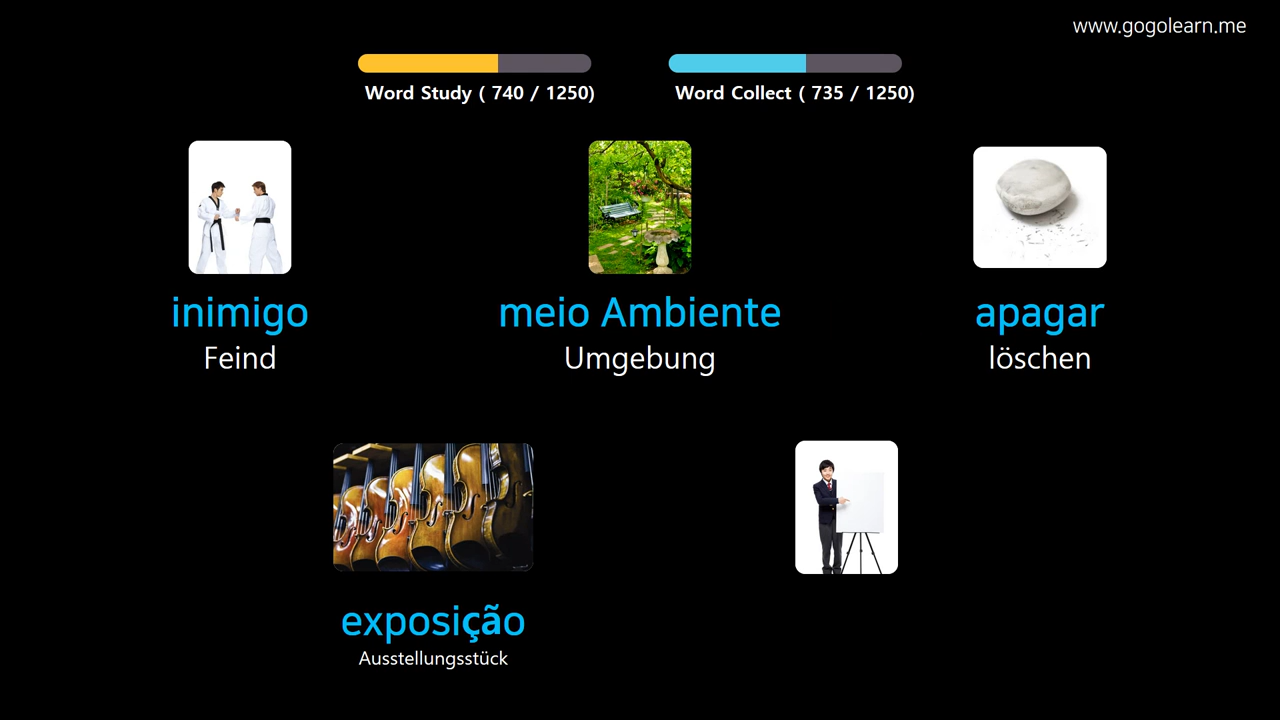 www.gogolearn.me
Word Study ( 740 / 1250)
Word Collect ( 735 / 1250)
inimigo
Feind
meio Ambiente
Umgebung
apagar
löschen
exposição
Ausstellungsstück